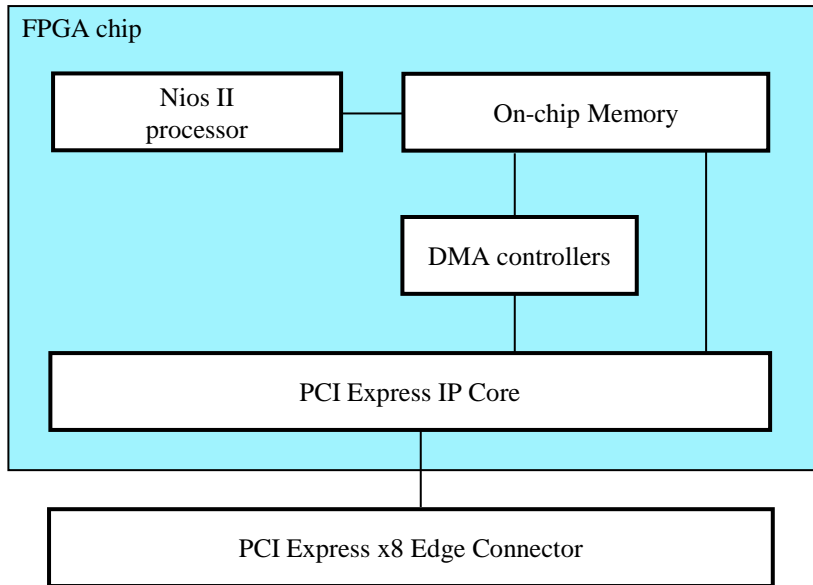 FPGA chip
Nios II
processor
On-chip Memory
DMA controllers
PCI Express IP Core
PCI Express x8 Edge Connector